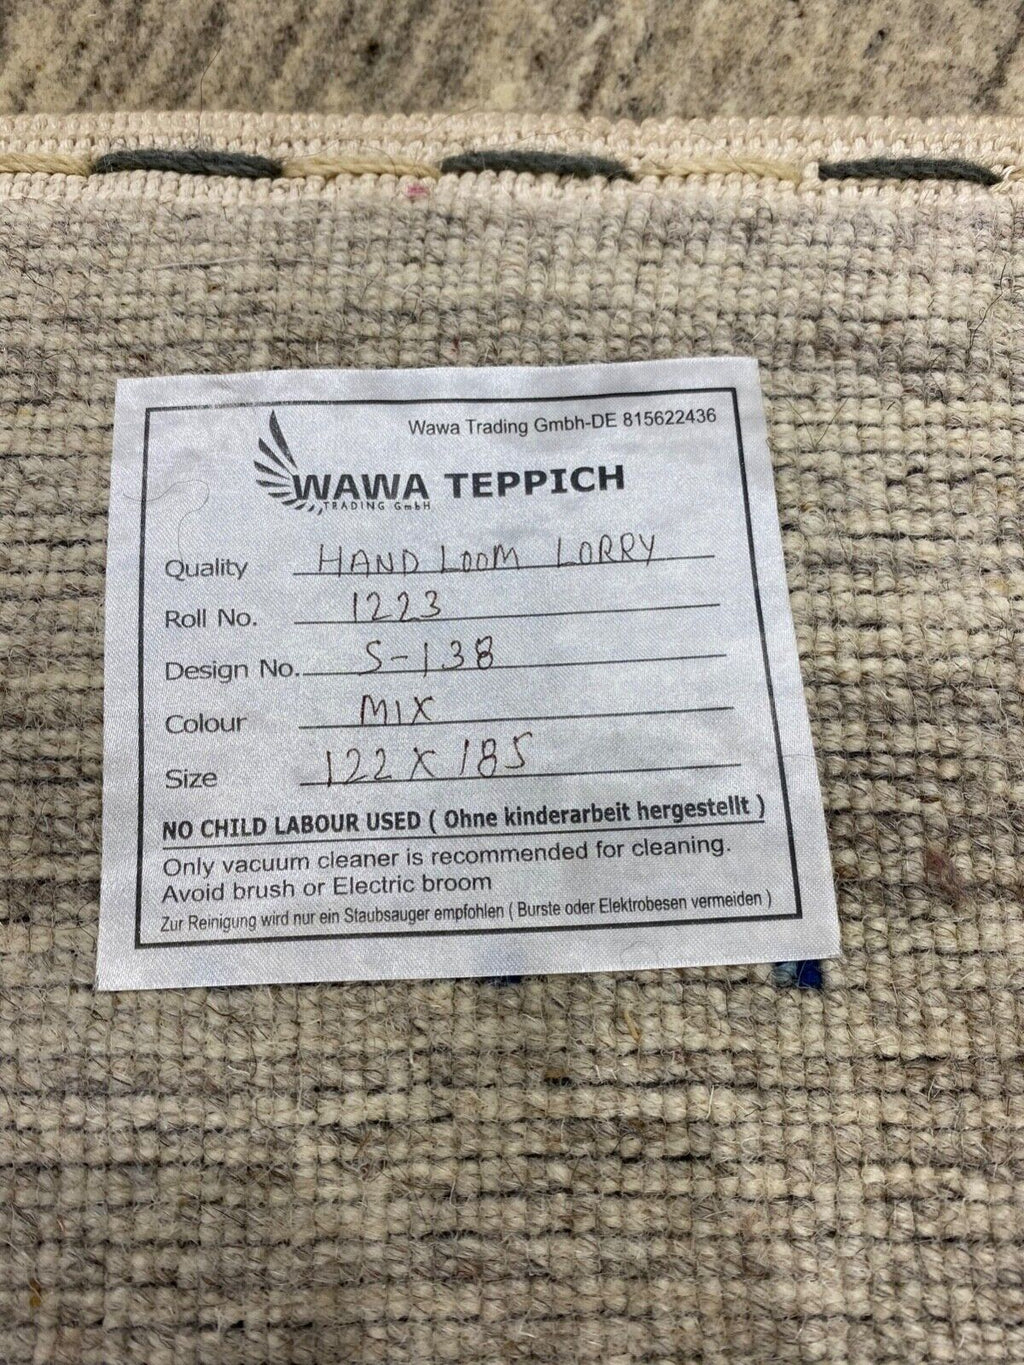 Wawa Trading Gmbh-DE 815622436
WAWA TEPPICH
TRADING GmbH
Quality HAND LOOM LORRY
Roll No. 1223
Design No. S-138
Colour MIX
Size 122 X 185
NO CHILD LABOUR USED ( Ohne kinderarbeit hergestellt )
Only vacuum cleaner is recommended for cleaning.
Avoid brush or Electric broom
Zur Reinigung wird nur ein Staubsauger empfohlen ( Burste oder Elektrobesen vermeiden )